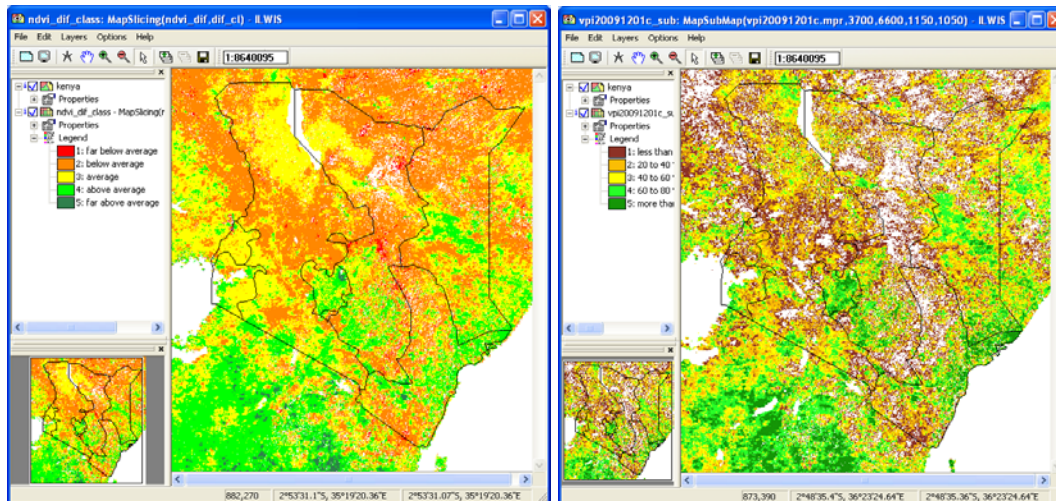 ndvi_dif_class: MapSlicing(ndvi_dif,dif_cl) - ILWIS
File Edit Layers Options Help
1:8640095
kenya
Properties
ndvi_dif_class - MapSlicing(r
Properties
Legend
1: far below average
2: below average
3: average
4: above average
5: far above average
882,270 2°53'31.1"S, 35°19'20.36"E 2°53'31.07"S, 35°19'20.36"E
vpi20091201c_sub: MapSubMap(vpi20091201c.mpr,3700,6600,1150,1050) - ILWIS
File Edit Layers Options Help
1:8640095
kenya
Properties
vpi20091201c_su
Properties
Legend
1: less than
2: 20 to 40
3: 40 to 60
4: 60 to 80
5: more thar
873,390 2°48'35.4"S, 36°23'24.64"E 2°48'35.36"S, 36°23'24.64"E